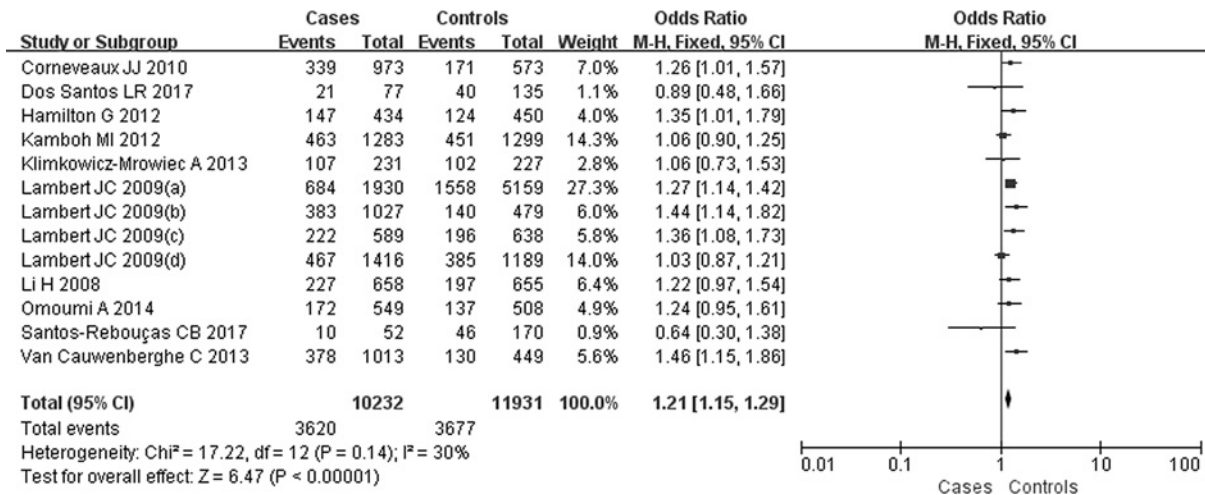 Cases Controls Odds Ratio Odds Ratio
Study or Subgroup Events Total Events Total Weight M-H, Fixed, 95% CI M-H, Fixed, 95% CI
Corneveaux JJ 2010 339 973 171 573 7.0% 1.26 [1.01, 1.57]
Dos Santos LR 2017 21 77 40 135 1.1% 0.89 [0.48, 1.66]
Hamilton G 2012 147 434 124 450 4.0% 1.35 [1.01, 1.79]
Kamboh MI 2012 463 1283 451 1299 14.3% 1.06 [0.90, 1.25]
Klimkowicz-Mrowiec A 2013 107 231 102 227 2.8% 1.06 [0.73, 1.53]
Lambert JC 2009(a) 684 1930 1558 5159 27.3% 1.27 [1.14, 1.42]
Lambert JC 2009(b) 383 1027 140 479 6.0% 1.44 [1.14, 1.82]
Lambert JC 2009(c) 222 589 196 638 5.8% 1.36 [1.08, 1.73]
Lambert JC 2009(d) 467 1416 385 1189 14.0% 1.03 [0.87, 1.21]
Li H 2008 227 658 197 655 6.4% 1.22 [0.97, 1.54]
Omoumi A 2014 172 549 137 508 4.9% 1.24 [0.95, 1.61]
Santos-Rebouças CB 2017 10 52 46 170 0.9% 0.64 [0.30, 1.38]
Van Cauwenberghe C 2013 378 1013 130 449 5.6% 1.46 [1.15, 1.86]
Total (95% CI) 10232 11931 100.0% 1.21 [1.15, 1.29]
Total events 3620 3677
Heterogeneity: Chi² = 17.22, df = 12 (P = 0.14); I² = 30%
Test for overall effect: Z = 6.47 (P < 0.00001)
0.01 0.1 1 10 100
Cases Controls